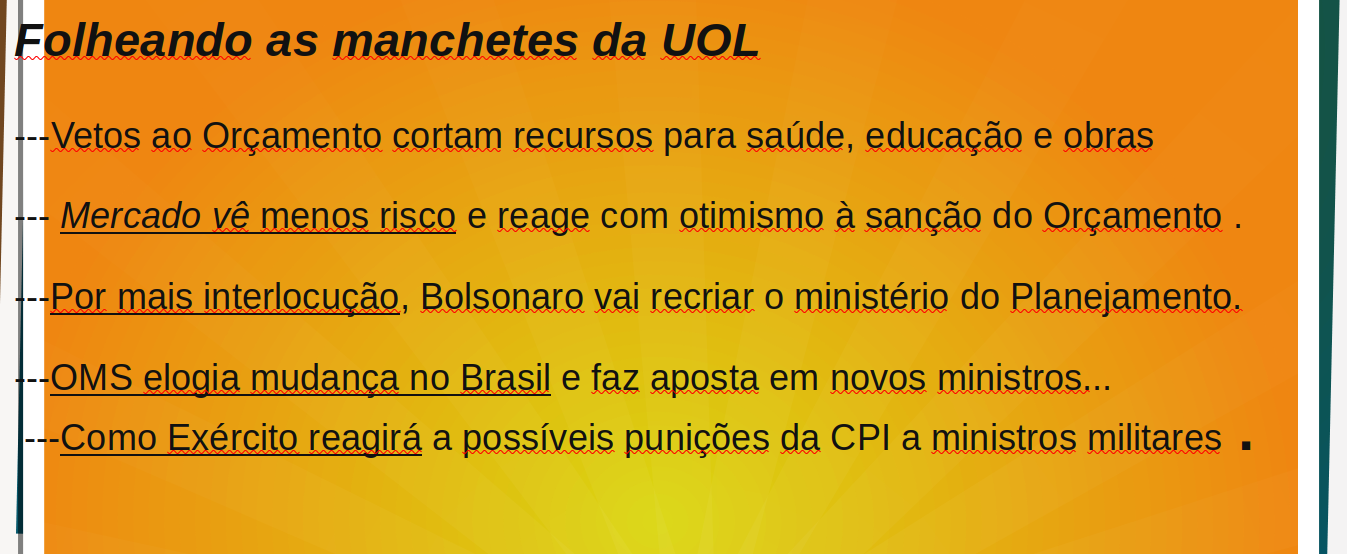 Folheando as manchetes da UOL
---Vetos ao Orçamento cortam recursos para saúde, educação e obras
--- Mercado vê menos risco e reage com otimismo à sanção do Orçamento .
---Por mais interlocução, Bolsonaro vai recriar o ministério do Planejamento.
---OMS elogia mudança no Brasil e faz aposta em novos ministros...
---Como Exército reagirá a possíveis punições da CPI a ministros militares .